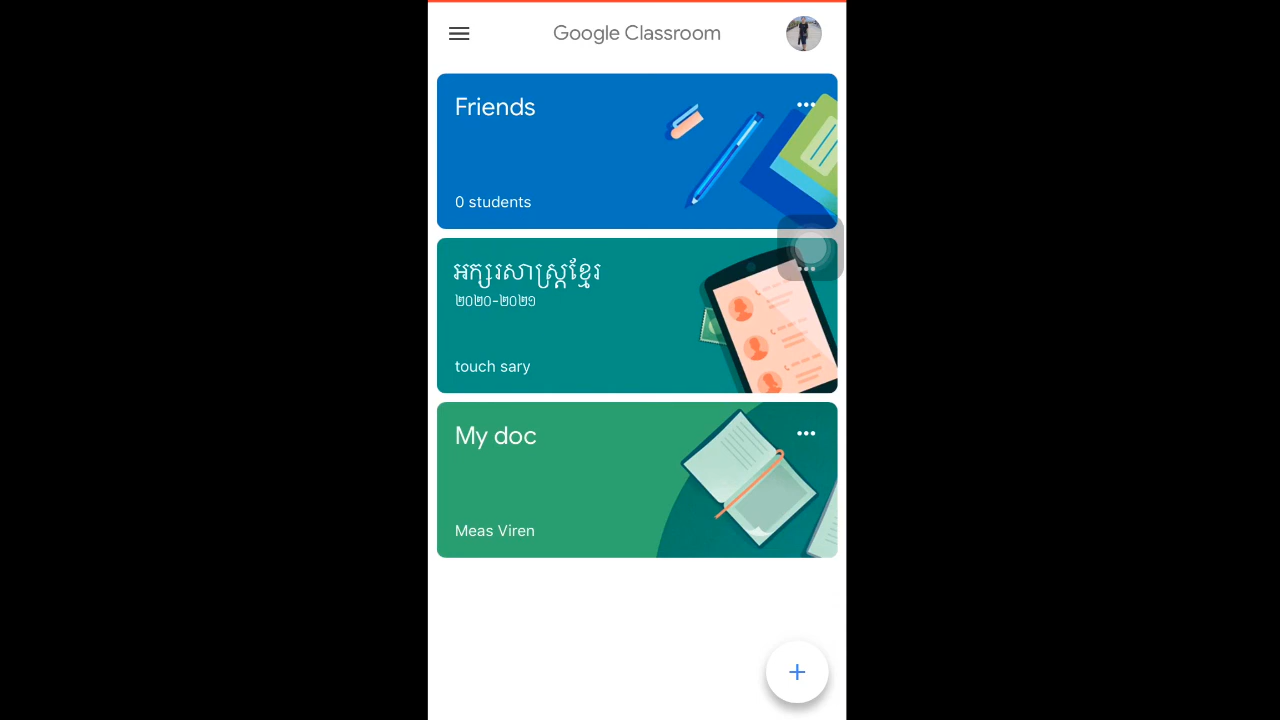 Google Classroom
Friends
0 students
អក្សរសាស្ត្រខ្មែរ
២០២០-២០២១
touch sary
My doc
Meas Viren